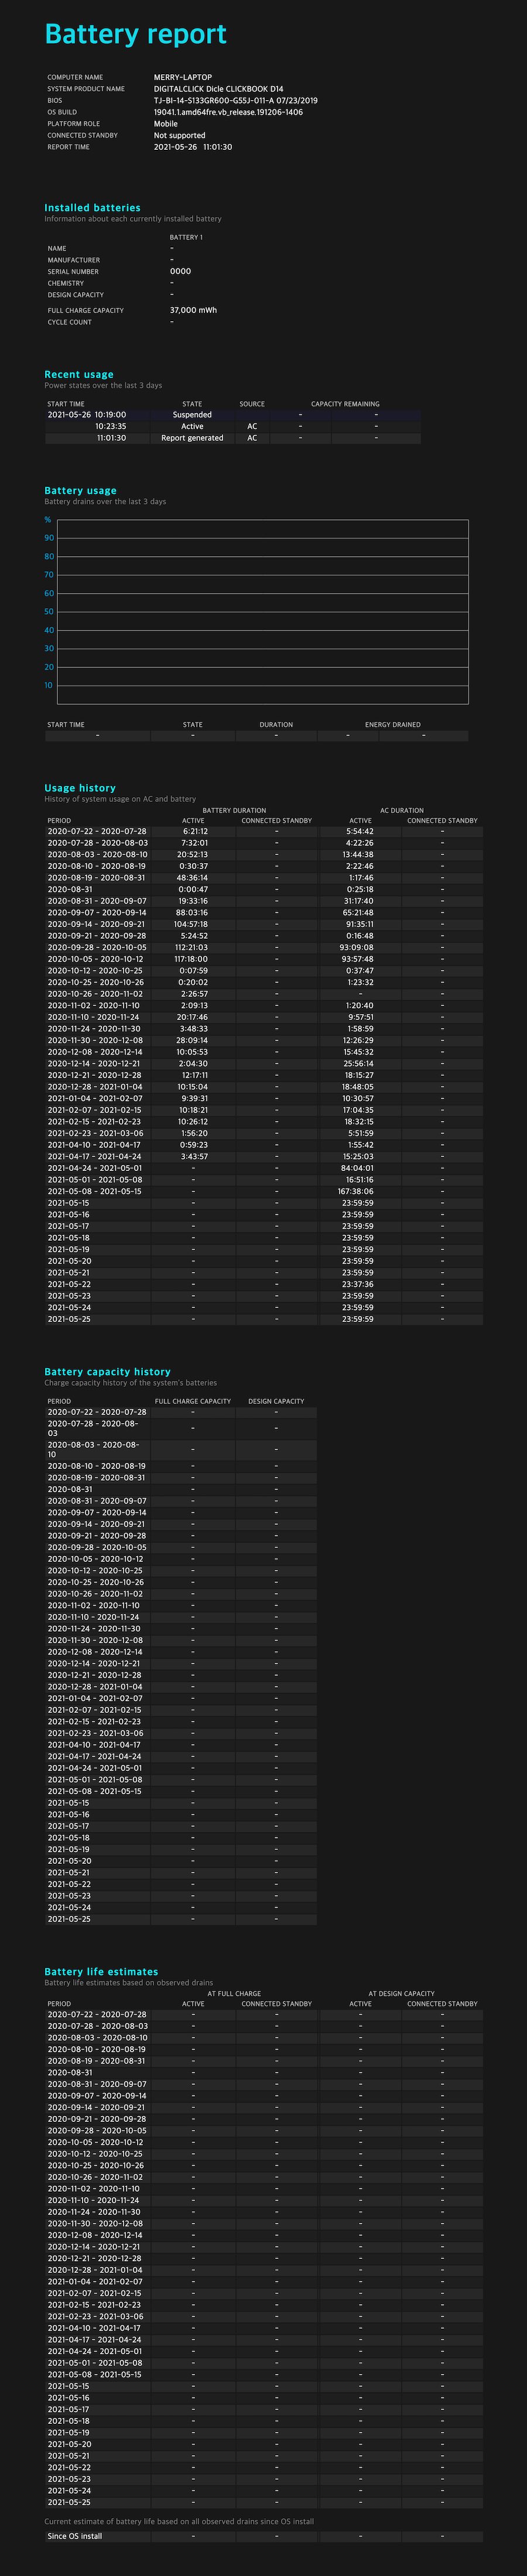 Battery report
COMPUTER NAME MERRY-LAPTOP
SYSTEM PRODUCT NAME DIGITALCLICK Dicle CLICKBOOK D14
BIOS TJ-BI-14-S133GR600-G55J-011-A 07/23/2019
OS BUILD 19041.1.amd64fre.vb_release.191206-1406
PLATFORM ROLE Mobile
CONNECTED STANDBY Not supported
REPORT TIME 2021-05-26 11:01:30
Installed batteries
Information about each currently installed battery
BATTERY 1
NAME -
MANUFACTURER -
SERIAL NUMBER 0000
CHEMISTRY -
DESIGN CAPACITY -
FULL CHARGE CAPACITY 37,000 mWh
CYCLE COUNT -
Recent usage
Power states over the last 3 days
START TIME STATE SOURCE CAPACITY REMAINING
2021-05-26 10:19:00 Suspended - -
10:23:35 Active AC - -
11:01:30 Report generated AC - -
Battery usage
Battery drains over the last 3 days
%
90
80
70
60
50
40
30
20
10
START TIME STATE DURATION ENERGY DRAINED
- - - - -
Usage history
History of system usage on AC and battery
BATTERY DURATION AC DURATION
PERIOD ACTIVE CONNECTED STANDBY ACTIVE CONNECTED STANDBY
2020-07-22 - 2020-07-28 6:21:12 - 5:54:42 -
2020-07-28 - 2020-08-03 7:32:01 - 4:22:26 -
2020-08-03 - 2020-08-10 20:52:13 - 13:44:38 -
2020-08-10 - 2020-08-19 0:30:37 - 2:22:46 -
2020-08-19 - 2020-08-31 48:36:14 - 1:17:46 -
2020-08-31 0:00:47 - 0:25:18 -
2020-08-31 - 2020-09-07 19:33:16 - 31:17:40 -
2020-09-07 - 2020-09-14 88:03:16 - 65:21:48 -
2020-09-14 - 2020-09-21 104:57:18 - 91:35:11 -
2020-09-21 - 2020-09-28 5:24:52 - 0:16:48 -
2020-09-28 - 2020-10-05 112:21:03 - 93:09:08 -
2020-10-05 - 2020-10-12 117:18:00 - 93:57:48 -
2020-10-12 - 2020-10-25 0:07:59 - 0:37:47 -
2020-10-25 - 2020-10-26 0:20:02 - 1:23:32 -
2020-10-26 - 2020-11-02 2:26:57 - - -
2020-11-02 - 2020-11-10 2:09:13 - 1:20:40 -
2020-11-10 - 2020-11-24 20:17:46 - 9:57:51 -
2020-11-24 - 2020-11-30 3:48:33 - 1:58:59 -
2020-11-30 - 2020-12-08 28:09:14 - 12:26:29 -
2020-12-08 - 2020-12-14 10:05:53 - 15:45:32 -
2020-12-14 - 2020-12-21 2:04:30 - 25:56:14 -
2020-12-21 - 2020-12-28 12:17:11 - 18:15:27 -
2020-12-28 - 2021-01-04 10:15:04 - 18:48:05 -
2021-01-04 - 2021-02-07 9:39:31 - 10:30:57 -
2021-02-07 - 2021-02-15 10:18:21 - 17:04:35 -
2021-02-15 - 2021-02-23 10:26:12 - 18:32:15 -
2021-02-23 - 2021-03-06 1:56:20 - 5:51:59 -
2021-04-10 - 2021-04-17 0:59:23 - 1:55:42 -
2021-04-17 - 2021-04-24 3:43:57 - 15:25:03 -
2021-04-24 - 2021-05-01 - - 84:04:01 -
2021-05-01 - 2021-05-08 - - 16:51:16 -
2021-05-08 - 2021-05-15 - - 167:38:06 -
2021-05-15 - - 23:59:59 -
2021-05-16 - - 23:59:59 -
2021-05-17 - - 23:59:59 -
2021-05-18 - - 23:59:59 -
2021-05-19 - - 23:59:59 -
2021-05-20 - - 23:59:59 -
2021-05-21 - - 23:59:59 -
2021-05-22 - - 23:37:36 -
2021-05-23 - - 23:59:59 -
2021-05-24 - - 23:59:59 -
2021-05-25 - - 23:59:59 -
Battery capacity history
Charge capacity history of the system's batteries
PERIOD FULL CHARGE CAPACITY DESIGN CAPACITY
2020-07-22 - 2020-07-28 - -
2020-07-28 - 2020-08-
03 - -
2020-08-03 - 2020-08-
10 - -
2020-08-10 - 2020-08-19 - -
2020-08-19 - 2020-08-31 - -
2020-08-31 - -
2020-08-31 - 2020-09-07 - -
2020-09-07 - 2020-09-14 - -
2020-09-14 - 2020-09-21 - -
2020-09-21 - 2020-09-28 - -
2020-09-28 - 2020-10-05 - -
2020-10-05 - 2020-10-12 - -
2020-10-12 - 2020-10-25 - -
2020-10-25 - 2020-10-26 - -
2020-10-26 - 2020-11-02 - -
2020-11-02 - 2020-11-10 - -
2020-11-10 - 2020-11-24 - -
2020-11-24 - 2020-11-30 - -
2020-11-30 - 2020-12-08 - -
2020-12-08 - 2020-12-14 - -
2020-12-14 - 2020-12-21 - -
2020-12-21 - 2020-12-28 - -
2020-12-28 - 2021-01-04 - -
2021-01-04 - 2021-02-07 - -
2021-02-07 - 2021-02-15 - -
2021-02-15 - 2021-02-23 - -
2021-02-23 - 2021-03-06 - -
2021-04-10 - 2021-04-17 - -
2021-04-17 - 2021-04-24 - -
2021-04-24 - 2021-05-01 - -
2021-05-01 - 2021-05-08 - -
2021-05-08 - 2021-05-15 - -
2021-05-15 - -
2021-05-16 - -
2021-05-17 - -
2021-05-18 - -
2021-05-19 - -
2021-05-20 - -
2021-05-21 - -
2021-05-22 - -
2021-05-23 - -
2021-05-24 - -
2021-05-25 - -
Battery life estimates
Battery life estimates based on observed drains
AT FULL CHARGE AT DESIGN CAPACITY
PERIOD ACTIVE CONNECTED STANDBY ACTIVE CONNECTED STANDBY
2020-07-22 - 2020-07-28 - - - -
2020-07-28 - 2020-08-03 - - - -
2020-08-03 - 2020-08-10 - - - -
2020-08-10 - 2020-08-19 - - - -
2020-08-19 - 2020-08-31 - - - -
2020-08-31 - - - -
2020-08-31 - 2020-09-07 - - - -
2020-09-07 - 2020-09-14 - - - -
2020-09-14 - 2020-09-21 - - - -
2020-09-21 - 2020-09-28 - - - -
2020-09-28 - 2020-10-05 - - - -
2020-10-05 - 2020-10-12 - - - -
2020-10-12 - 2020-10-25 - - - -
2020-10-25 - 2020-10-26 - - - -
2020-10-26 - 2020-11-02 - - - -
2020-11-02 - 2020-11-10 - - - -
2020-11-10 - 2020-11-24 - - - -
2020-11-24 - 2020-11-30 - - - -
2020-11-30 - 2020-12-08 - - - -
2020-12-08 - 2020-12-14 - - - -
2020-12-14 - 2020-12-21 - - - -
2020-12-21 - 2020-12-28 - - - -
2020-12-28 - 2021-01-04 - - - -
2021-01-04 - 2021-02-07 - - - -
2021-02-07 - 2021-02-15 - - - -
2021-02-15 - 2021-02-23 - - - -
2021-02-23 - 2021-03-06 - - - -
2021-04-10 - 2021-04-17 - - - -
2021-04-17 - 2021-04-24 - - - -
2021-04-24 - 2021-05-01 - - - -
2021-05-01 - 2021-05-08 - - - -
2021-05-08 - 2021-05-15 - - - -
2021-05-15 - - - -
2021-05-16 - - - -
2021-05-17 - - - -
2021-05-18 - - - -
2021-05-19 - - - -
2021-05-20 - - - -
2021-05-21 - - - -
2021-05-22 - - - -
2021-05-23 - - - -
2021-05-24 - - - -
2021-05-25 - - - -
Current estimate of battery life based on all observed drains since OS install
Since OS install - - - -